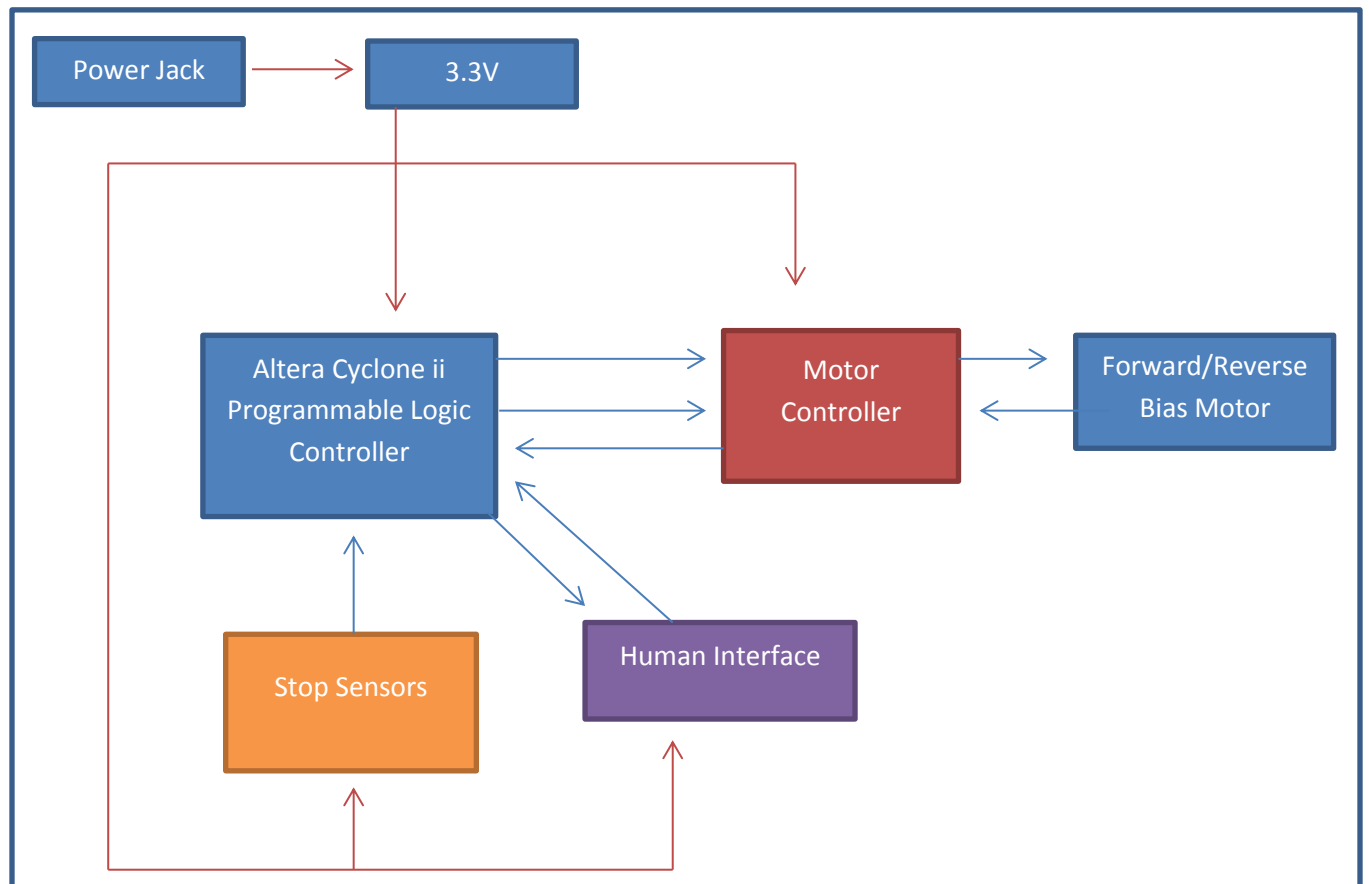 Power Jack
3.3V
Altera Cyclone ii
Programmable Logic
Controller
Motor
Controller
Forward/Reverse
Bias Motor
Stop Sensors
Human Interface